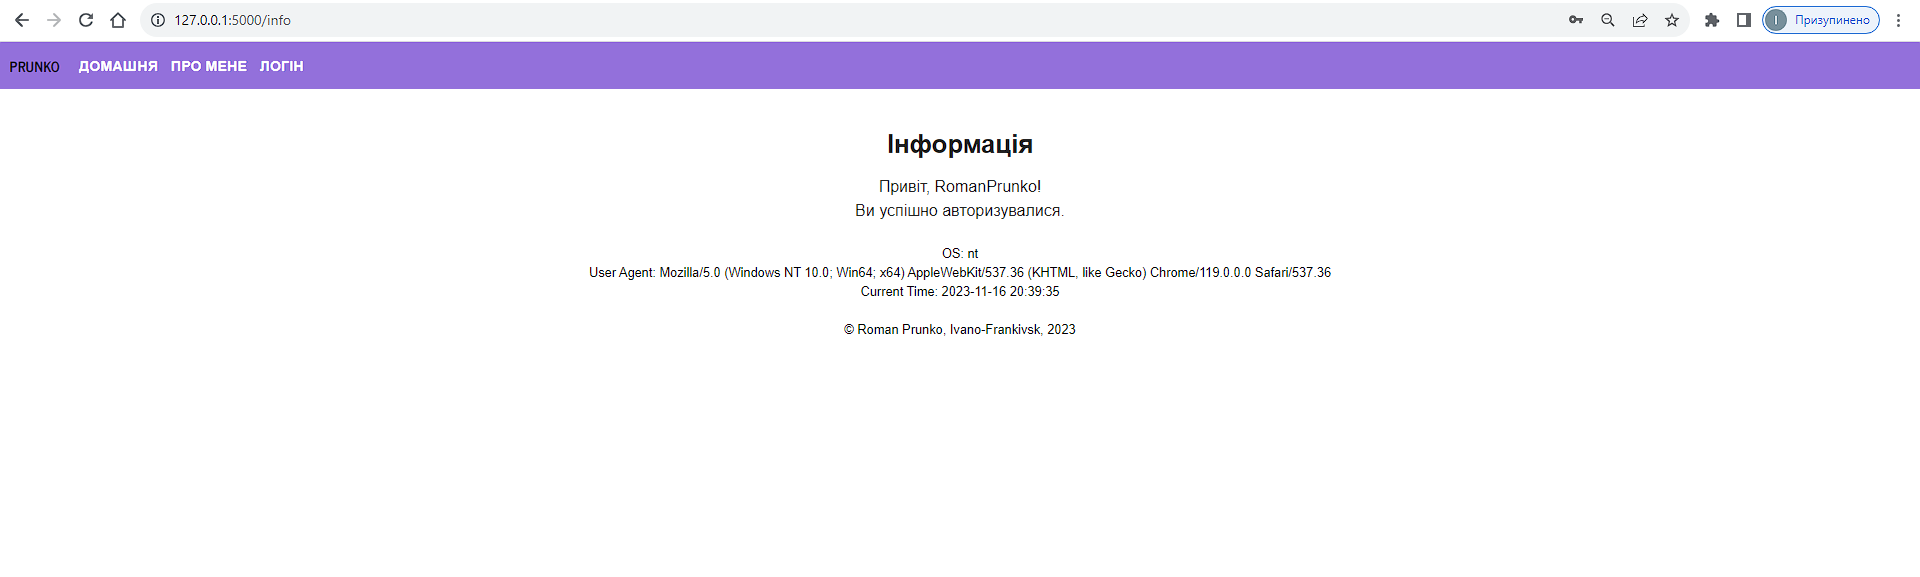 127.0.0.1:5000/info
Призупинено
PRUNKO ДОМАШНЯ ПРО МЕНЕ ЛОГІН
Інформація
Привіт, RomanPrunko!
Ви успішно авторизувалися.
OS: nt
User Agent: Mozilla/5.0 (Windows NT 10.0; Win64; x64) AppleWebKit/537.36 (KHTML, like Gecko) Chrome/119.0.0.0 Safari/537.36
Current Time: 2023-11-16 20:39:35
© Roman Prunko, Ivano-Frankivsk, 2023